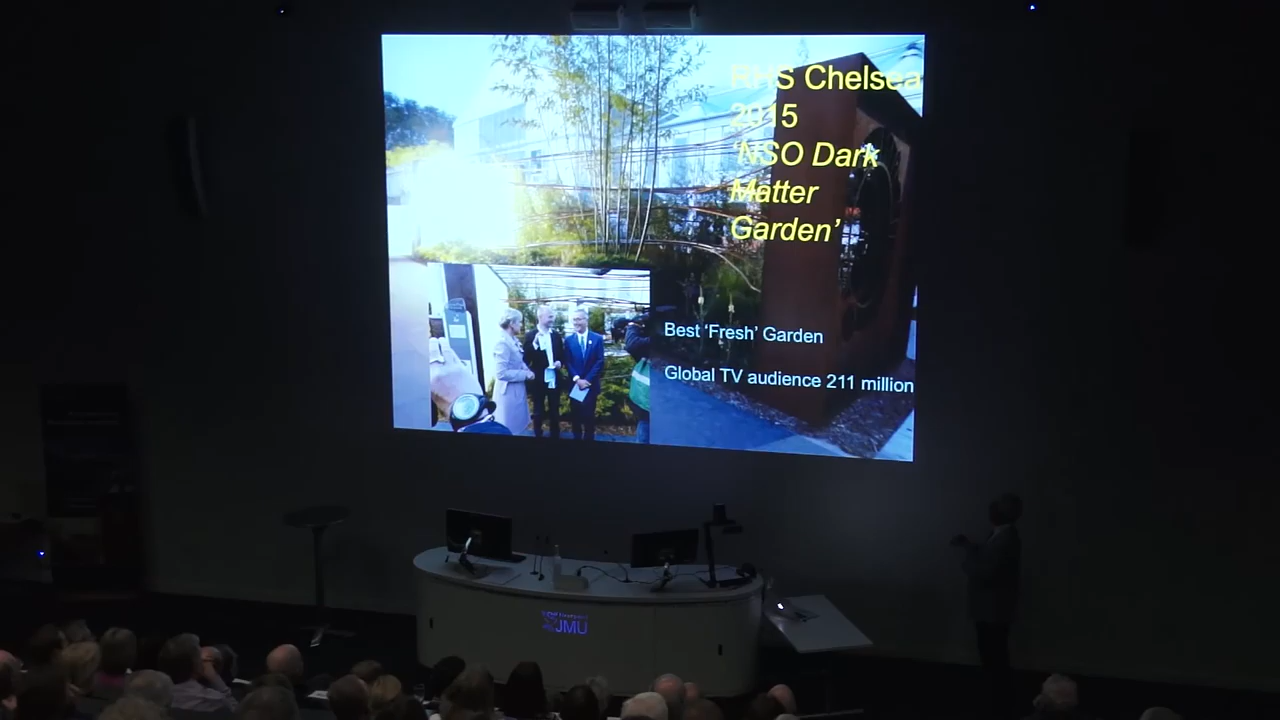 RHS Chelsea
2015
‘NSO Dark
Matter
Garden’
Best ‘Fresh’ Garden
Global TV audience 211 million
JMU